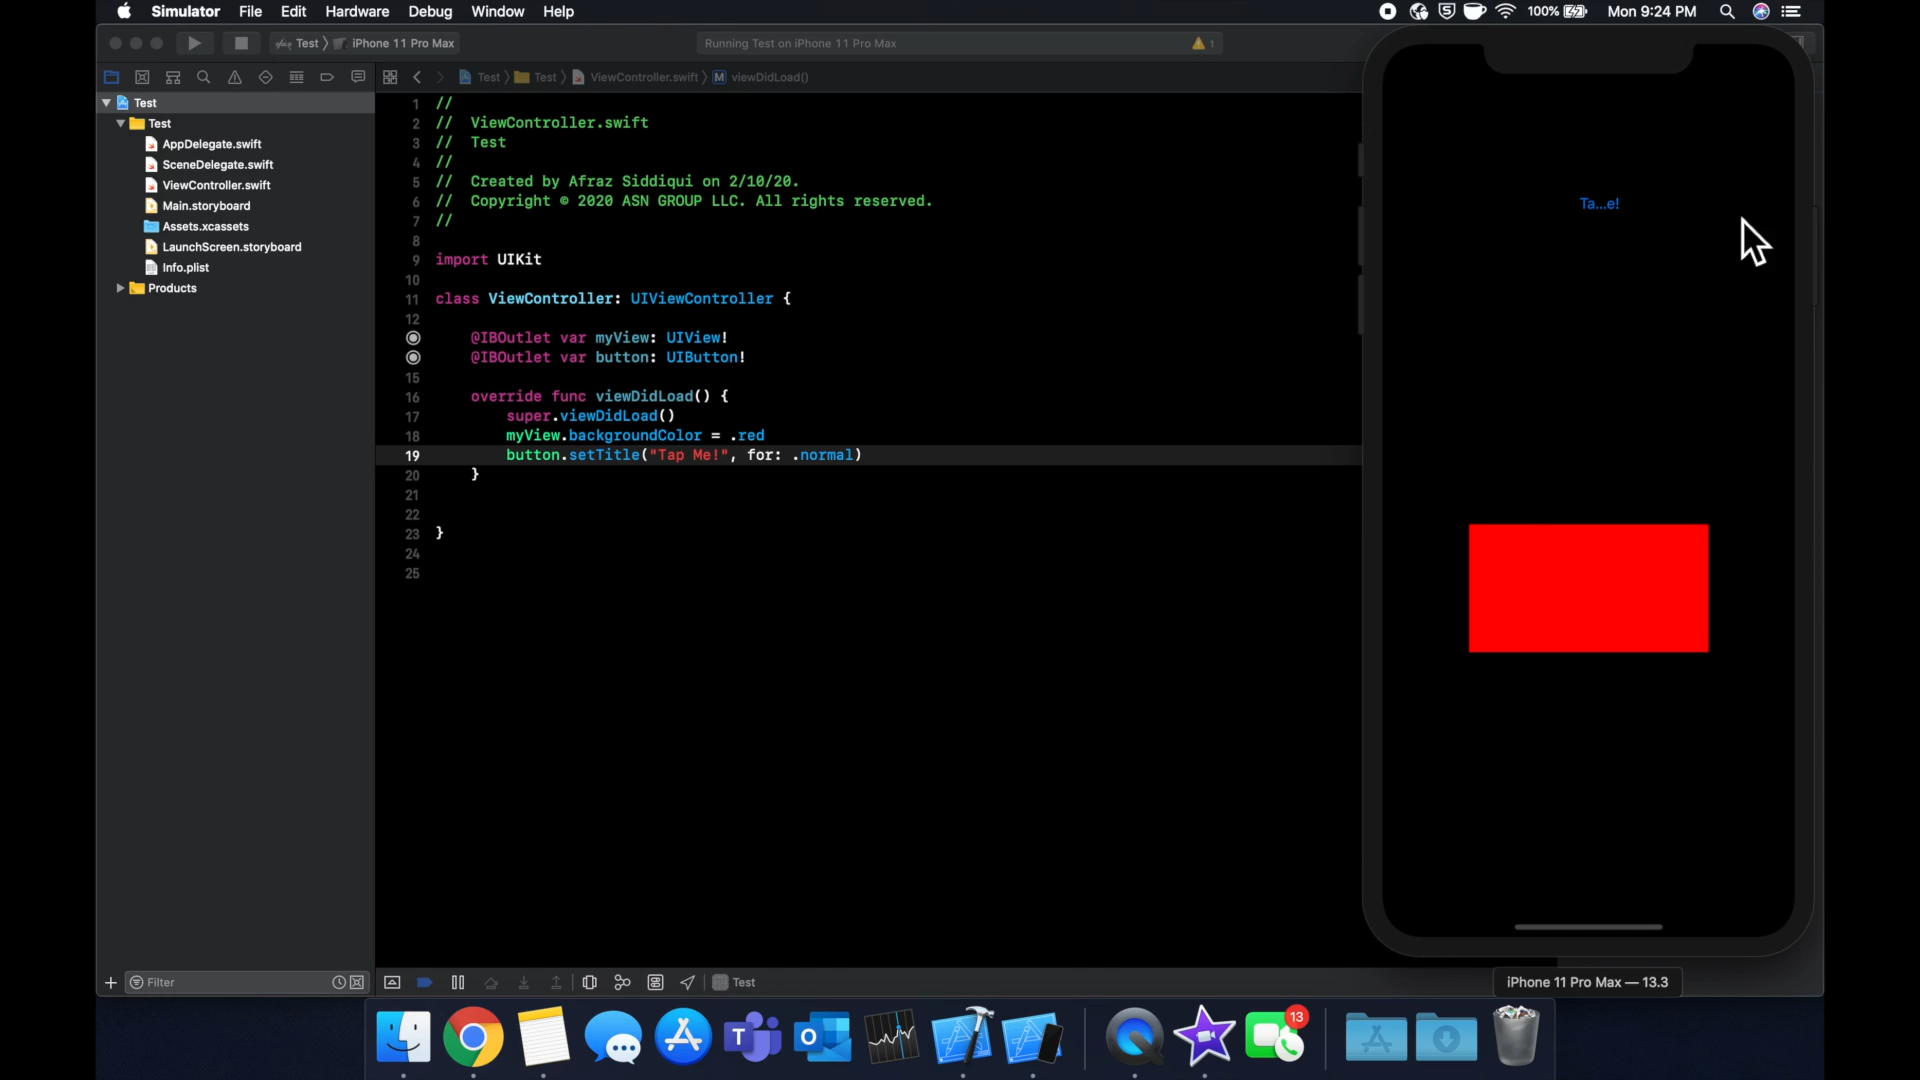 Simulator File Edit Hardware Debug Window Help
100% Mon 9:24 PM
Test iPhone 11 Pro Max
Running Test on iPhone 11 Pro Max
1
Test Test ViewController.swift M viewDidLoad()
Test
Test
AppDelegate.swift
SceneDelegate.swift
ViewController.swift
Main.storyboard
Assets.xcassets
LaunchScreen.storyboard
Info.plist
Products
1 //
2 // ViewController.swift
3 // Test
4 //
5 // Created by Afraz Siddiqui on 2/10/20.
6 // Copyright © 2020 ASN GROUP LLC. All rights reserved.
7 //
8
9 import UIKit
10
11 class ViewController: UIViewController {
12
@IBOutlet var myView: UIView!
@IBOutlet var button: UIButton!
15
16 override func viewDidLoad() {
17 super.viewDidLoad()
18 myView.backgroundColor = .red
19 button.setTitle("Tap Me!", for: .normal)
20 }
21
22
23 }
24
25
Ta...e!
Filter
Test
iPhone 11 Pro Max — 13.3
T
O
13